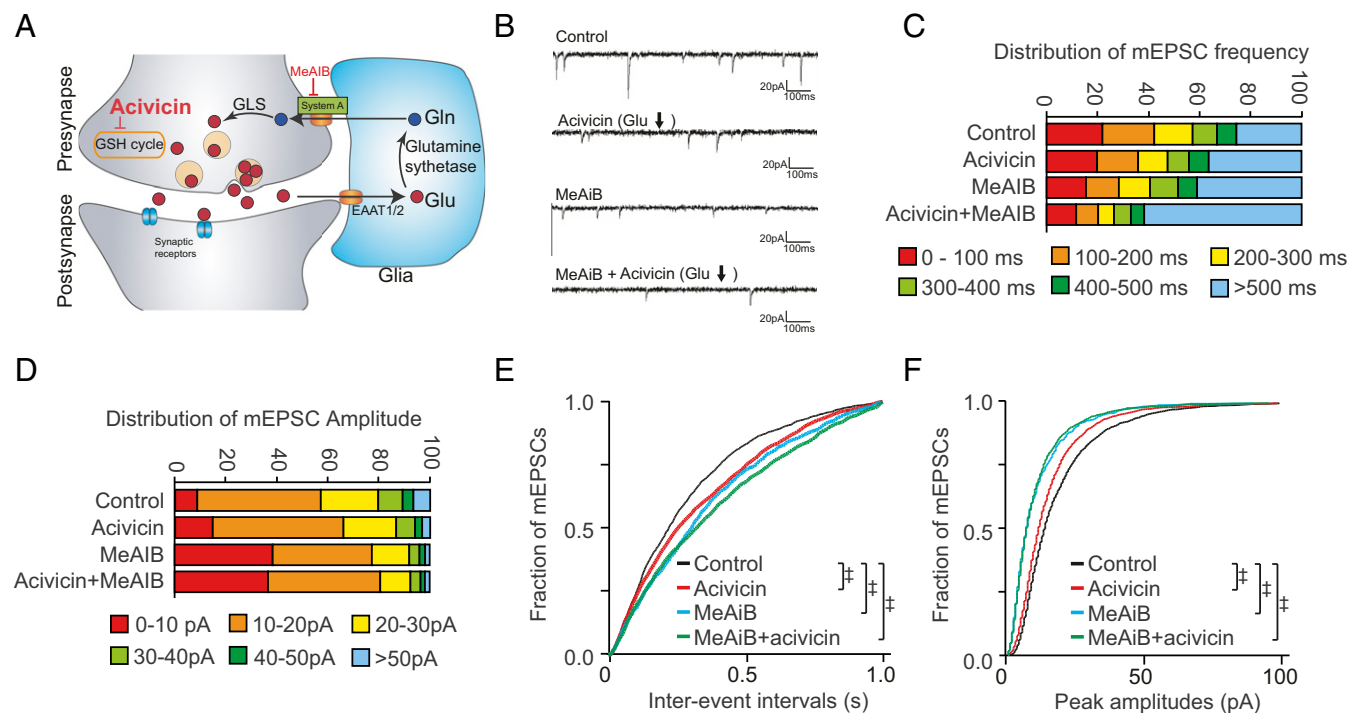 A
Presynapse
Postsynapse
Acivicin
GSH cycle
GLS
MeAIB
System A
Gln
Glutamine
sythetase
Glu
EAAT1/2
Synaptic
receptors
Glia
B
Control
20pA
100ms
Acivicin (Glu ⬇)
20pA
100ms
MeAiB
20pA
100ms
MeAiB + Acivicin (Glu ⬇)
20pA
100ms
C
Distribution of mEPSC frequency
0 20 40 60 80 100
Control
Acivicin
MeAIB
Acivicin+MeAIB
0 - 100 ms 100-200 ms 200-300 ms
300-400 ms 400-500 ms >500 ms
D
Distribution of mEPSC Amplitude
0 20 40 60 80 100
Control
Acivicin
MeAIB
Acivicin+MeAIB
0-10 pA 10-20pA 20-30pA
30-40pA 40-50pA >50pA
E
Fraction of mEPSCs
1.0
0.5
0.0
Control
Acivicin
MeAiB
MeAiB+acivicin
‡ ‡ ‡
0 0.5 1.0
Inter-event intervals (s)
F
Fraction of mEPSCs
1.0
0.5
0.0
Control
Acivicin
MeAiB
MeAiB+acivicin
‡ ‡ ‡
0 50 100
Peak amplitudes (pA)